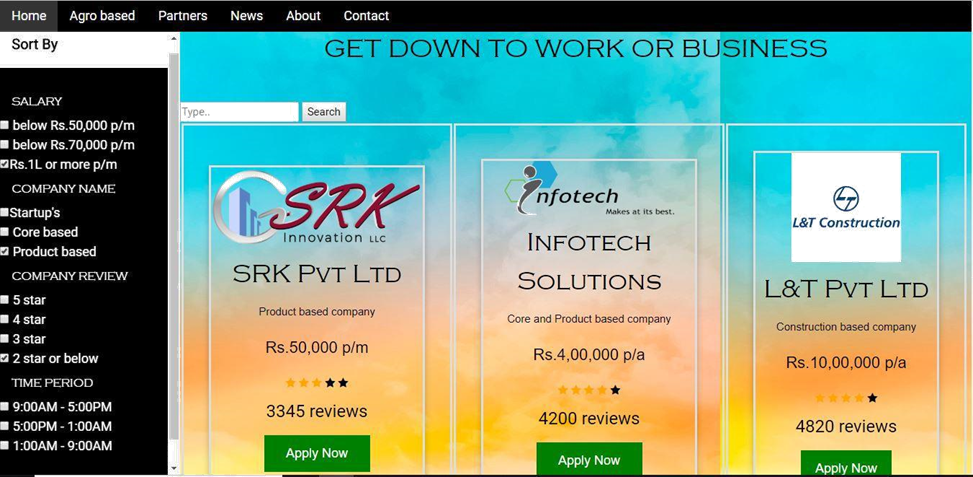 Home Agro based Partners News About Contact
Sort By
SALARY
below Rs.50,000 p/m
below Rs.70,000 p/m
Rs.1L or more p/m
COMPANY NAME
Startup's
Core based
Product based
COMPANY REVIEW
5 star
4 star
3 star
2 star or below
TIME PERIOD
9:00AM - 5:00PM
5:00PM - 1:00AM
1:00AM - 9:00AM
GET DOWN TO WORK OR BUSINESS
Type.. Search
SRK
Innovation LLC
SRK Pvt Ltd
Product based company
Rs.50,000 p/m
3345 reviews
Apply Now
Infotech
Makes at its best.
Infotech
Solutions
Core and Product based company
Rs.4,00,000 p/a
4200 reviews
Apply Now
L&T Construction
L&T Pvt Ltd
Construction based company
Rs.10,00,000 p/a
4820 reviews
Apply Now